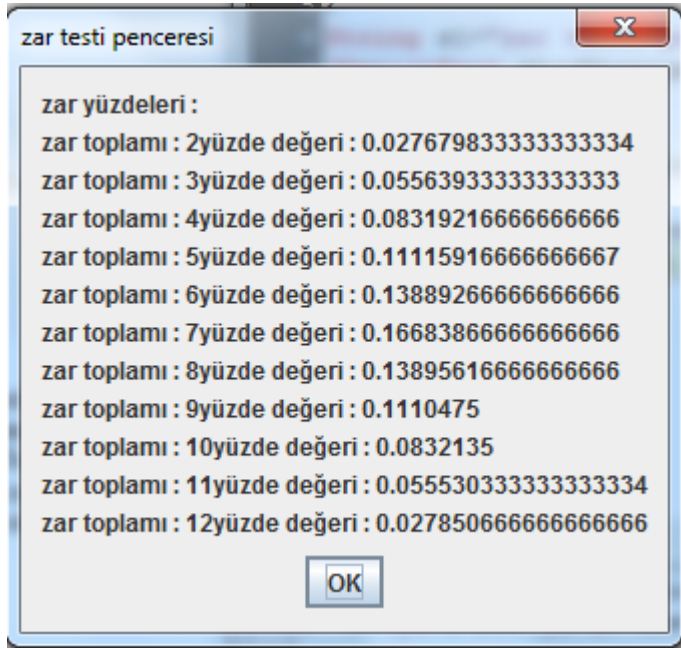 zar testi penceresi
zar yüzdeleri :
zar toplamı : 2yüzde değeri : 0.027679833333333334
zar toplamı : 3yüzde değeri : 0.05563933333333333
zar toplamı : 4yüzde değeri : 0.08319216666666666
zar toplamı : 5yüzde değeri : 0.11115916666666667
zar toplamı : 6yüzde değeri : 0.13889266666666666
zar toplamı : 7yüzde değeri : 0.16683866666666666
zar toplamı : 8yüzde değeri : 0.13895616666666666
zar toplamı : 9yüzde değeri : 0.1110475
zar toplamı : 10yüzde değeri : 0.0832135
zar toplamı : 11yüzde değeri : 0.055530333333333334
zar toplamı : 12yüzde değeri : 0.027850666666666666
OK